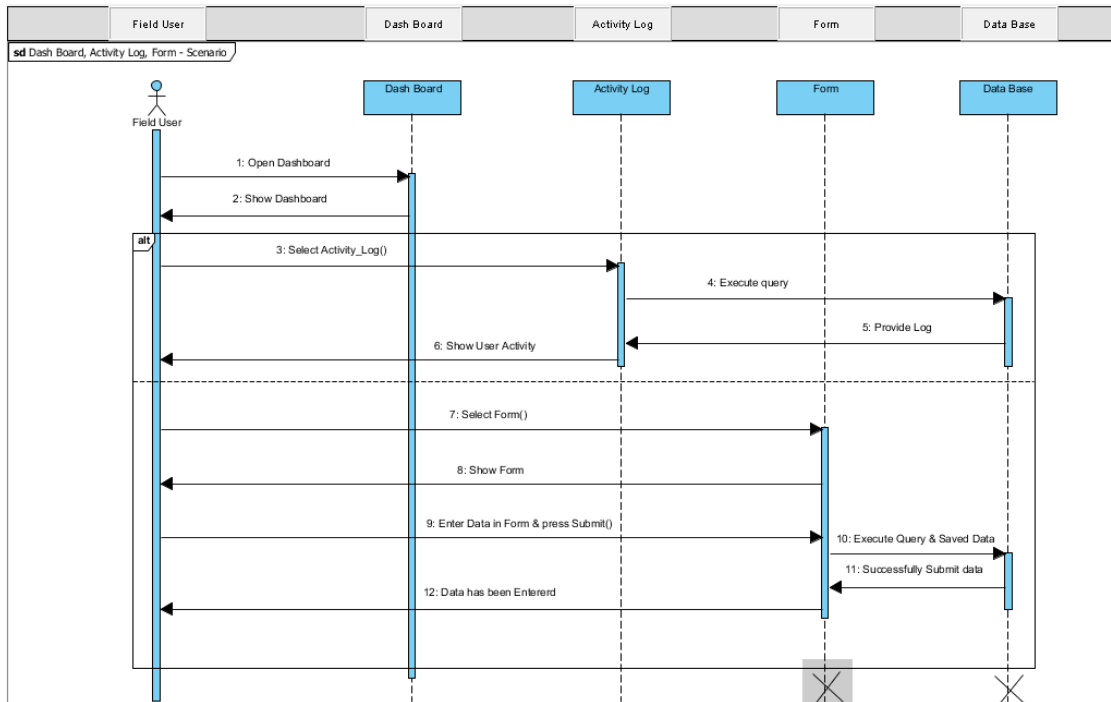 Field User
Dash Board
Activity Log
Form
Data Base
sd Dash Board, Activity Log, Form - Scenario
Dash Board
Activity Log
Form
Data Base
Field User
1: Open Dashboard
2: Show Dashboard
alt
3: Select Activity_Log()
4: Execute query
5: Provide Log
6: Show User Activity
7: Select Form()
8: Show Form
9: Enter Data in Form & press Submit()
10: Execute Query & Saved Data
11: Successfully Submit data
12: Data has been Entererd